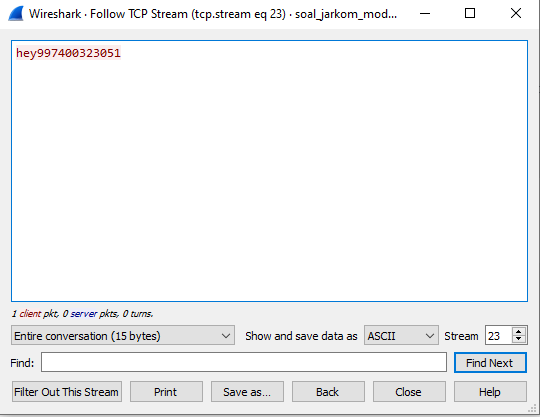 Wireshark · Follow TCP Stream (tcp.stream eq 23) · soal_jarkom_mod...
hey997400323051
1 client pkt, 0 server pkts, 0 turns.
Entire conversation (15 bytes) Show and save data as ASCII Stream 23
Find: Find Next
Filter Out This Stream Print Save as... Back Close Help